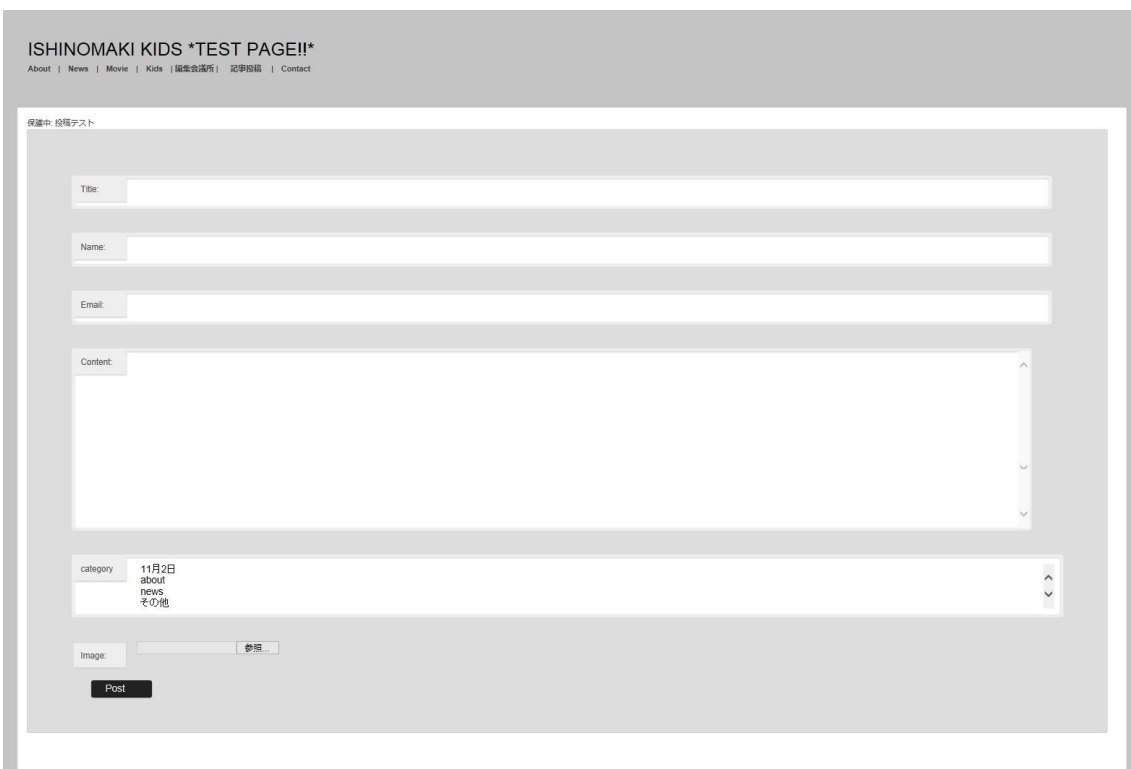 ISHINOMAKI KIDS *TEST PAGE!!*
About | News | Movie | Kids |編集会議所| 記事投稿 | Contact
保護中: 投稿テスト
Title:
Name:
Email:
Content:
category
11月2日
about
news
その他
Image:
参照...
Post